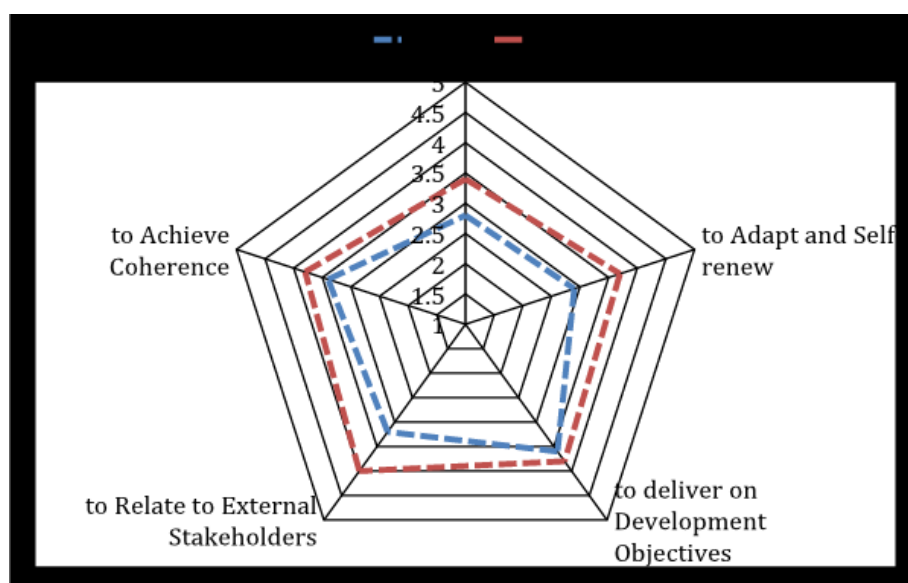 5
4.5
4
3.5
3
2.5
2
1.5
1
to Achieve
Coherence
to Adapt and Self
renew
to Relate to External
Stakeholders
to deliver on
Development
Objectives